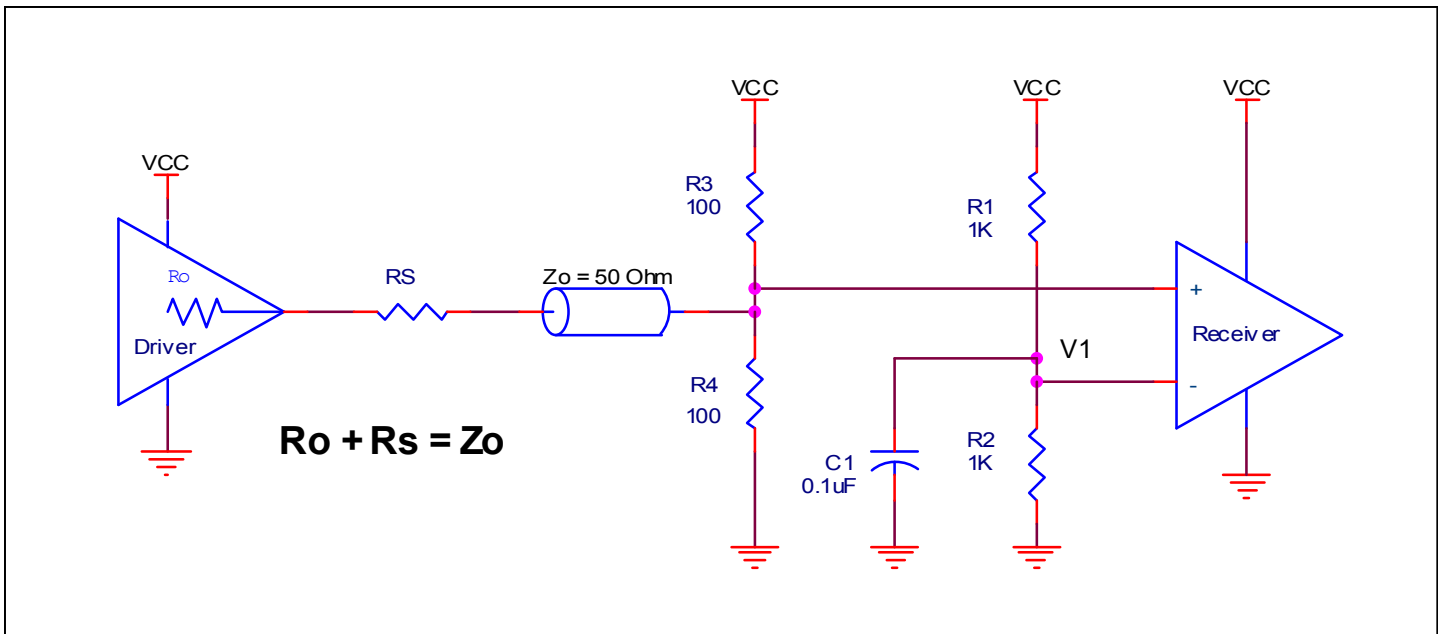 VCC
VCC
VCC
VCC
R3
100
R1
1K
Ro
RS
Zo = 50 Ohm
+
Driver
Receiver
V1
R4
100
-
Ro + Rs = Zo
C1
0.1uF
R2
1K